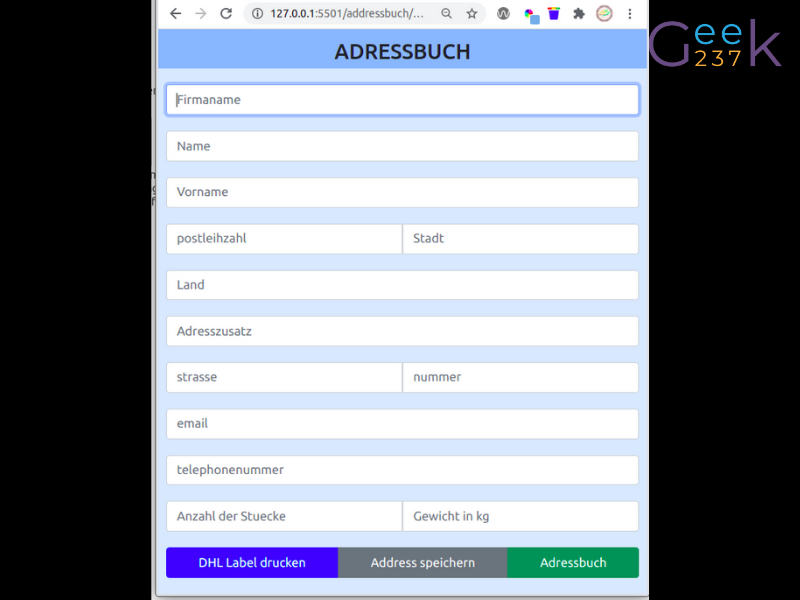 127.0.0.1:5501/addressbuch/...
Geek
237
ADRESSBUCH
Firmaname
Name
Vorname
postleihzahl Stadt
Land
Adresszusatz
strasse nummer
email
telephonenummer
Anzahl der Stuecke Gewicht in kg
DHL Label drucken Address speichern Adressbuch